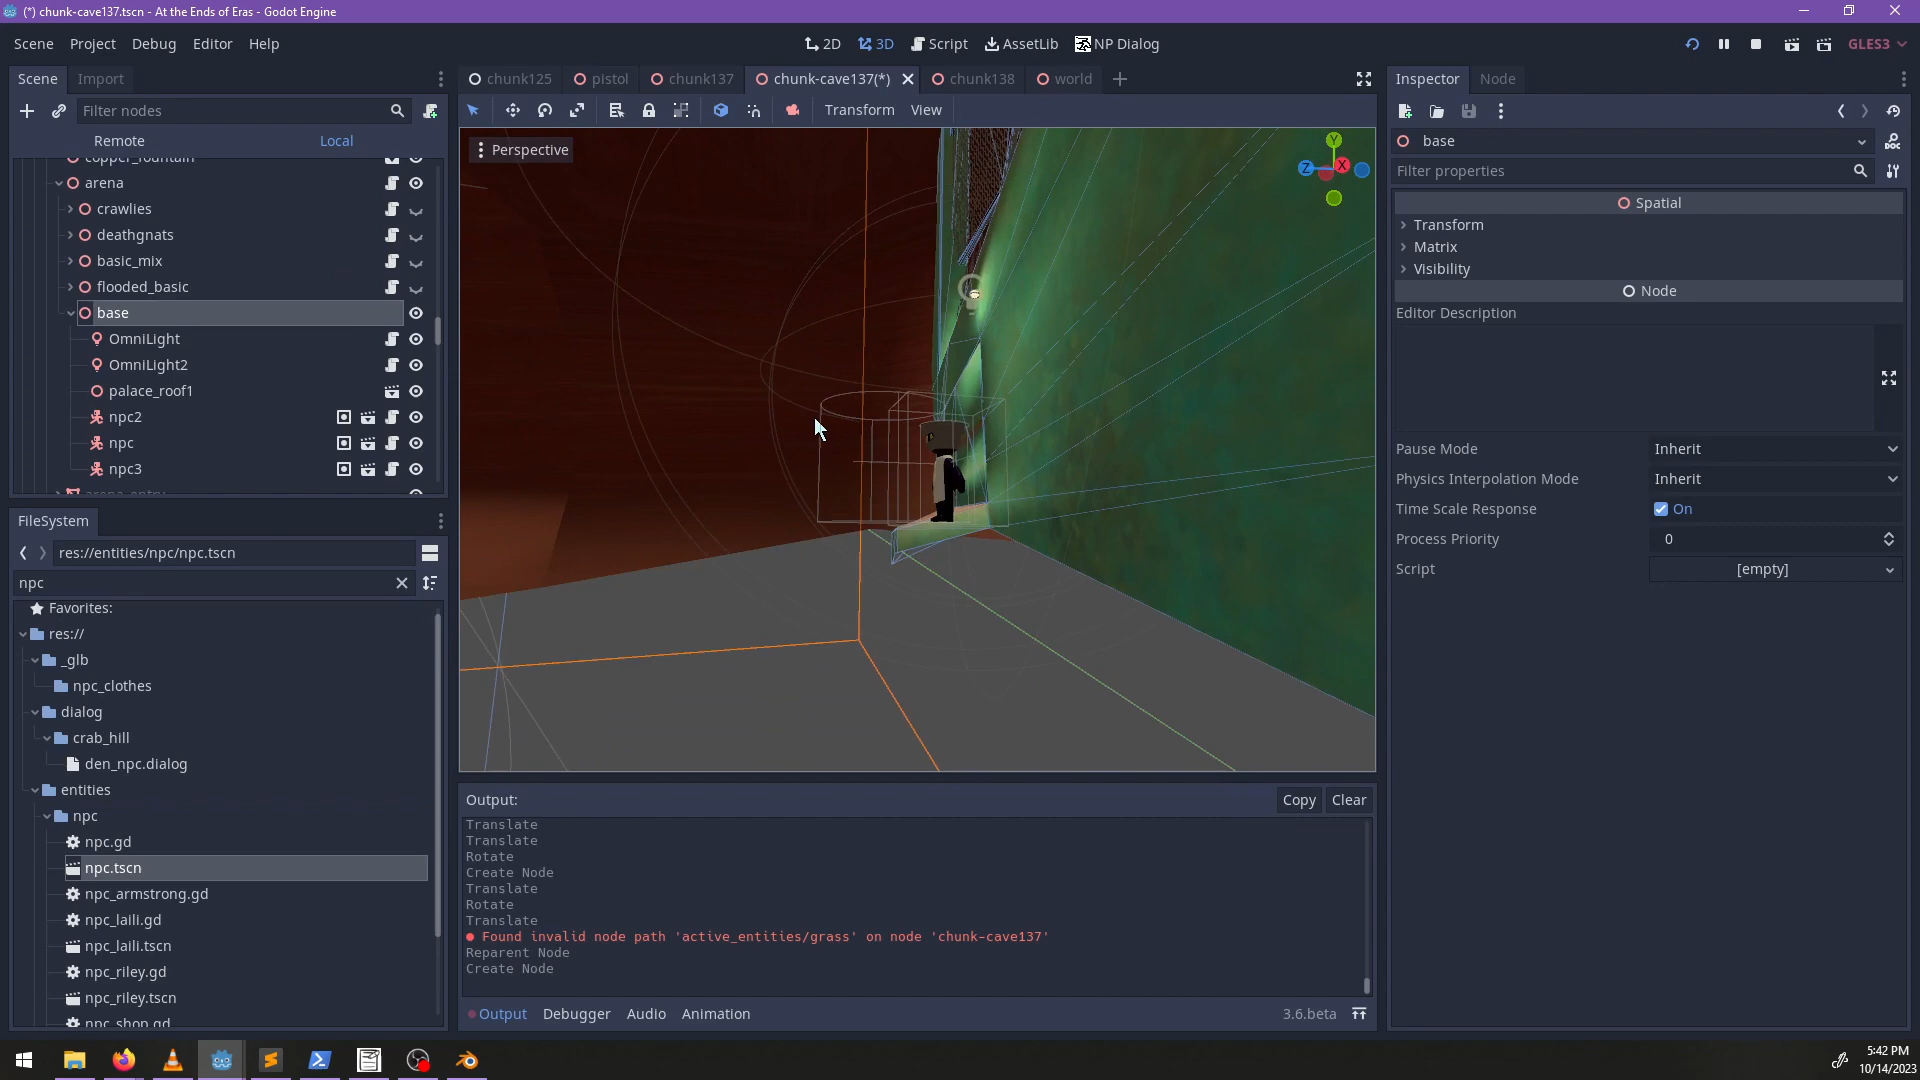 (*) chunk-cave137.tscn - At the Ends of Eras - Godot Engine
Scene Project Debug Editor Help
2D 3D Script AssetLib NP Dialog
GLES3
Scene Import
chunk125 pistol chunk137 chunk-cave137(*) chunk138 world
Inspector Node
Filter nodes
Transform View
Remote Local
Perspective
Y
Z
X
copper_fountain
arena
crawlies
deathgnats
basic_mix
flooded_basic
base
OmniLight
OmniLight2
palace_roof1
npc2
npc
npc3
arena_entry
FileSystem
res://entities/npc/npc.tscn
npc
Favorites:
res://
_glb
npc_clothes
dialog
crab_hill
den_npc.dialog
entities
npc
npc.gd
npc.tscn
npc_armstrong.gd
npc_laili.gd
npc_laili.tscn
npc_riley.gd
npc_riley.tscn
npc_shop.gd
Output:
Copy Clear
Translate
Translate
Rotate
Create Node
Translate
Rotate
Translate
Found invalid node path 'active_entities/grass' on node 'chunk-cave137'
Reparent Node
Create Node
Output Debugger Audio Animation
3.6.beta
base
Filter properties
Spatial
Transform
Matrix
Visibility
Node
Editor Description
Pause Mode Inherit
Physics Interpolation Mode Inherit
Time Scale Response On
Process Priority 0
Script [empty]
5:42 PM
10/14/2023